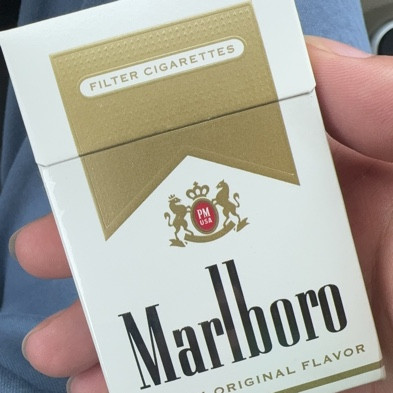 FILTER CIGARETTES
PM
USA
Marlboro
ORIGINAL FLAVOR